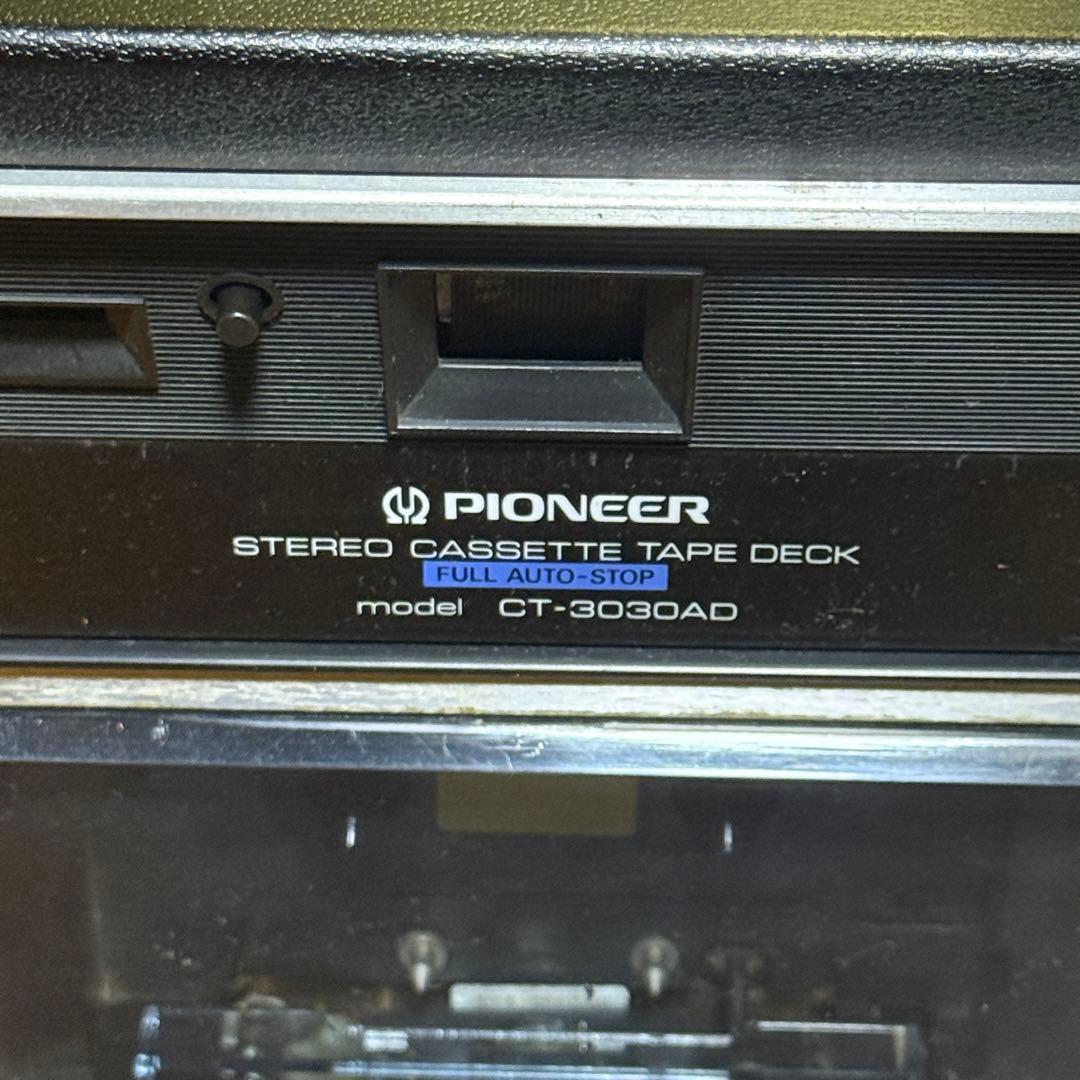 PIONEER
STEREO CASSETTE TAPE DECK
FULL AUTO-STOP
model CT-3030AD